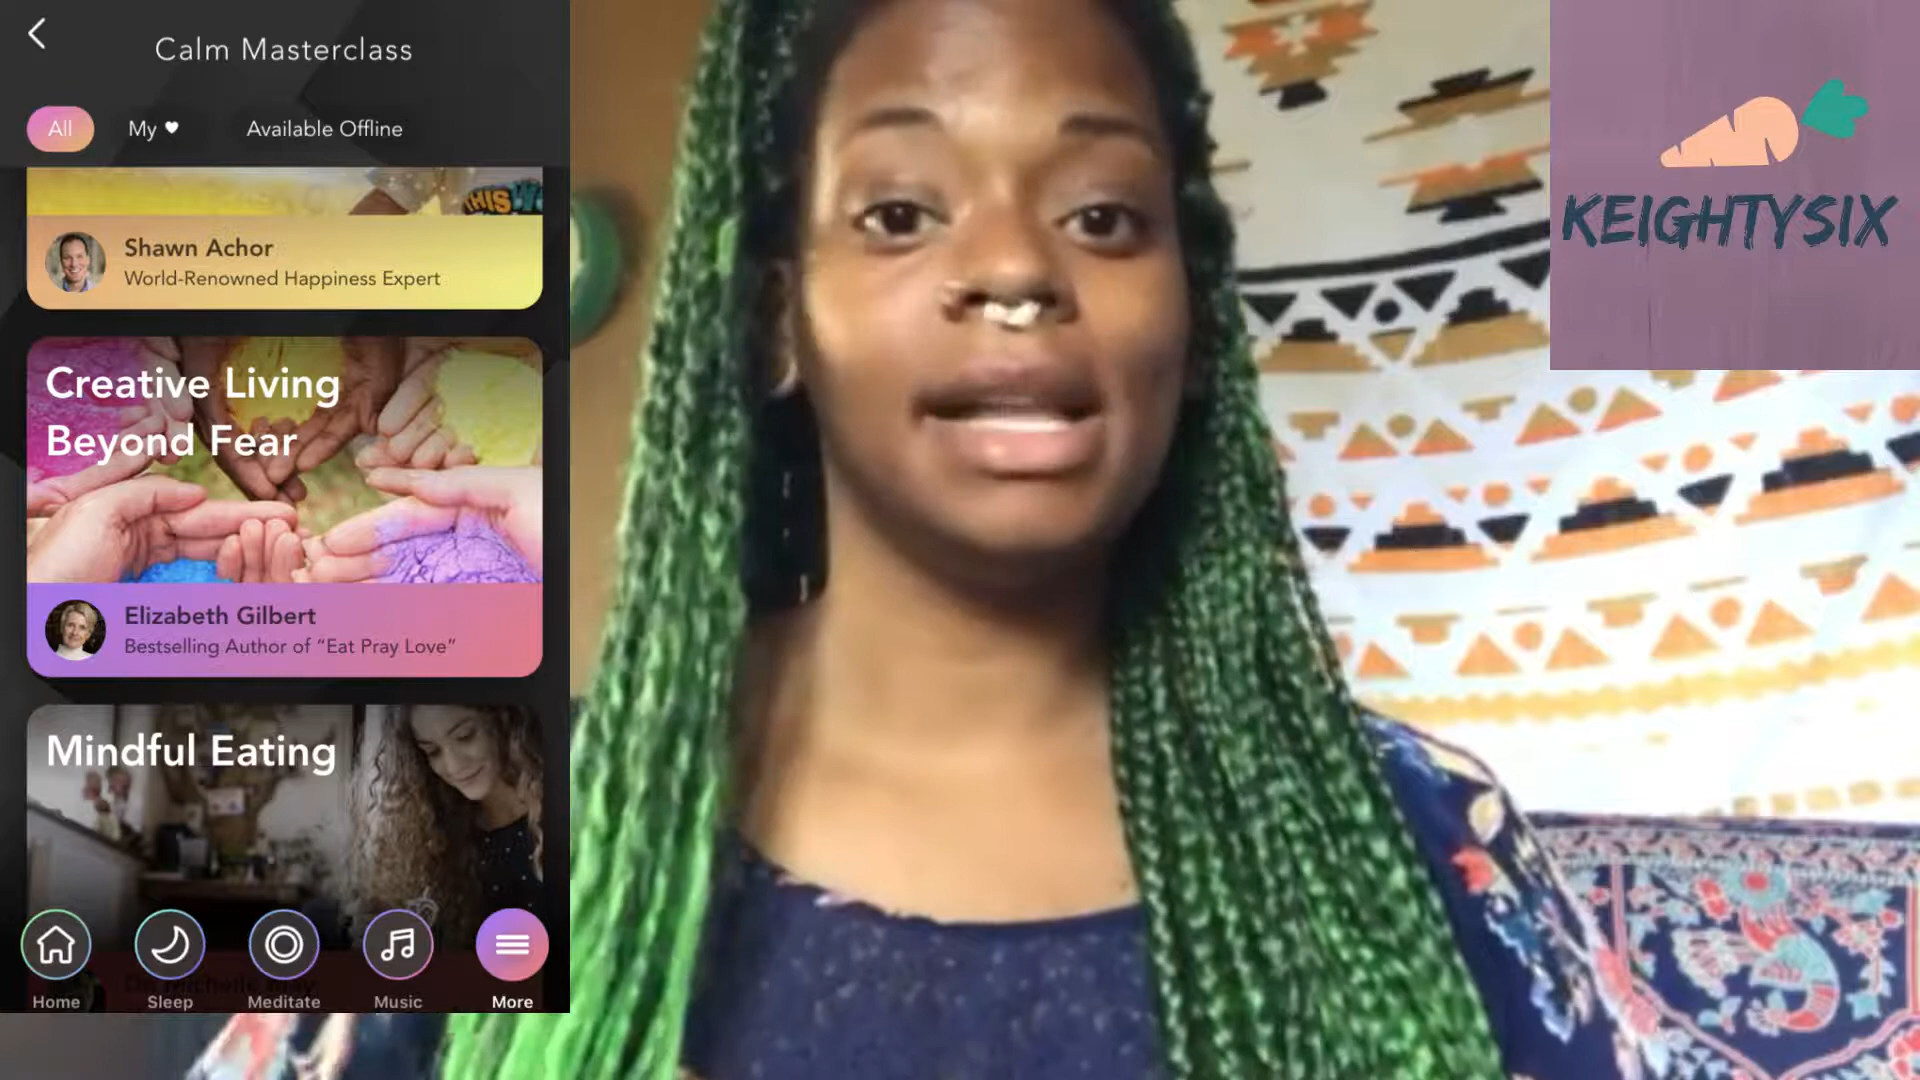 Calm Masterclass
All
My
Available Offline
THIS
Shawn Achor
World-Renowned Happiness Expert
Creative Living
Beyond Fear
Elizabeth Gilbert
Bestselling Author of “Eat Pray Love”
Mindful Eating
Home
Sleep
Meditate
Music
More
KEIGHTYSIX